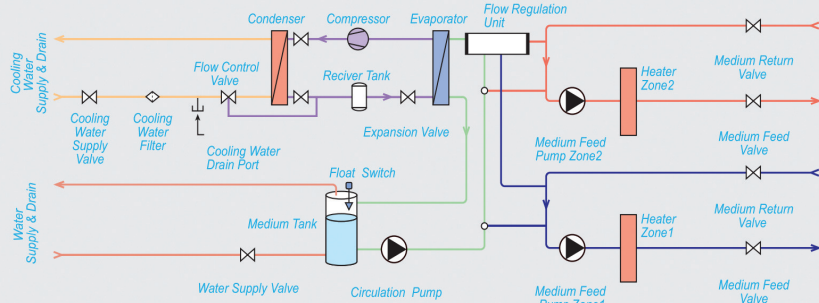 Flow Regulation
Unit
Condenser
Compressor
Evaporator
Cooling
Water
Supply & Drain
Flow Control
Valve
Reciver Tank
Medium Return
Valve
Heater
Zone2
Cooling
Water
Supply
Valve
Cooling
Water
Filter
Cooling Water
Drain Port
Expansion Valve
Medium Feed
Pump Zone2
Medium Feed
Valve
Float Switch
Water
Supply & Drain
Medium Tank
Heater
Zone1
Medium Return
Valve
Water Supply Valve
Circulation Pump
Medium Feed
Pump Zone1
Medium Feed
Valve